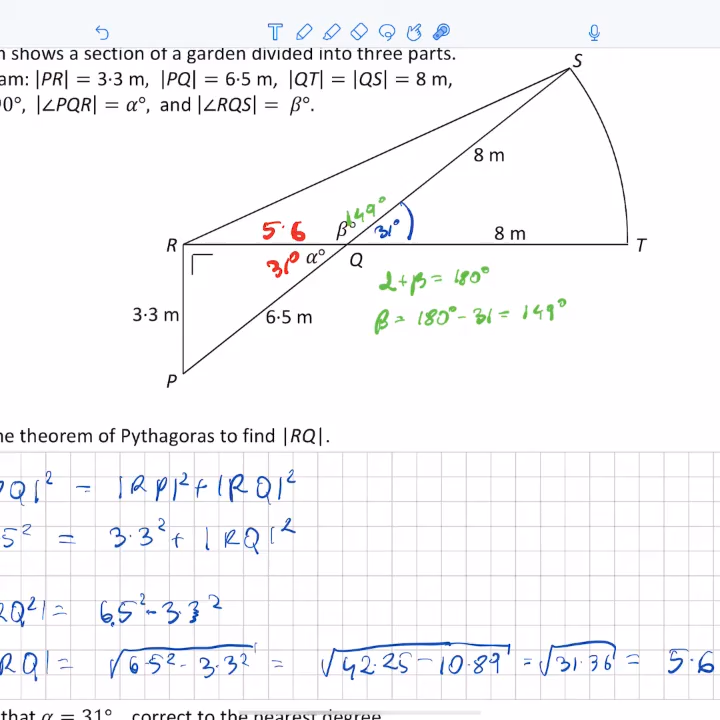 n shows a section of a garden divided into three parts.
am: |PR| = 3·3 m, |PQ| = 6·5 m, |QT| = |QS| = 8 m,
0°, |∠PQR| = α°, and |∠RQS| = β°.
S
8 m
149°
5·6
β°
31°
8 m
R
T
31°
α°
Q
α+β = 180°
3·3 m
6·5 m
β = 180° - 31 = 149°
P
he theorem of Pythagoras to find |RQ|.
PQ|² = |RP|² + |RQ|²
5² = 3·3² + |RQ|²
RQ²| = 6.5² - 3·3²
RQ| = √6·5² - 3·3² = √42·25 - 10·89 = √31·36 = 5·6
that α = 31°, correct to the nearest degree